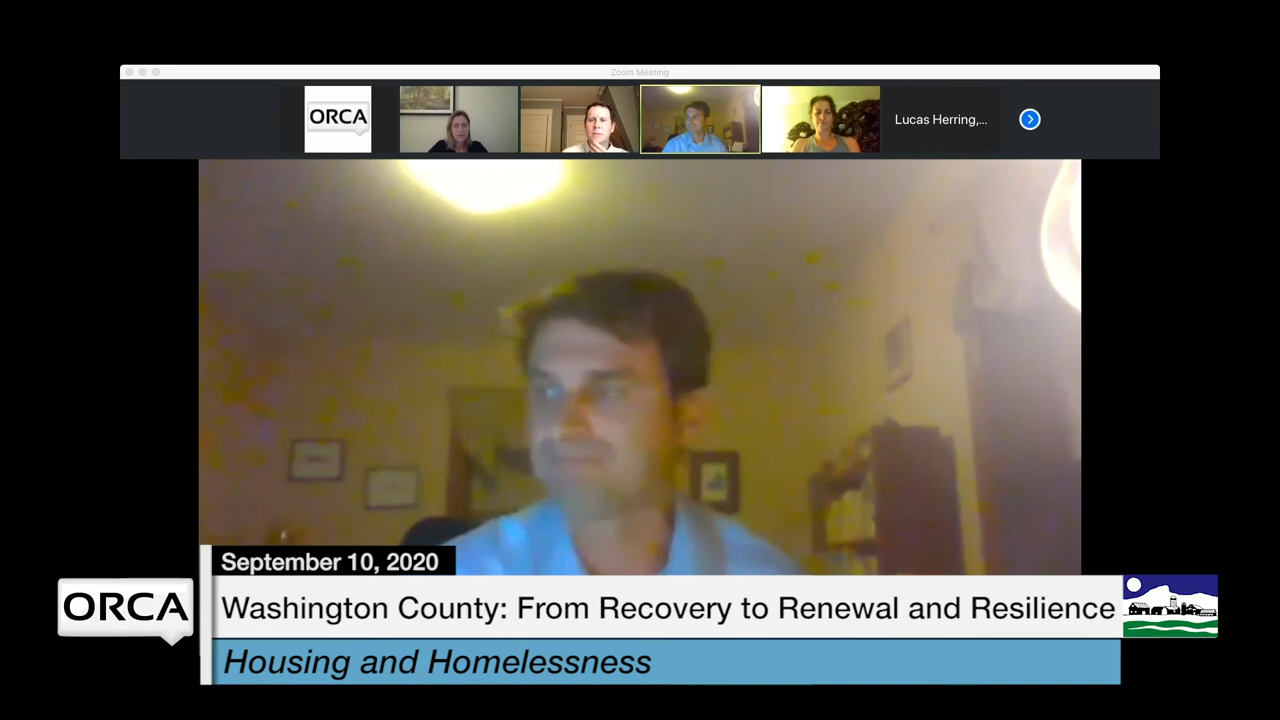 Zoom Meeting
ORCA
Lucas Herring,...
September 10, 2020
ORCA
Washington County: From Recovery to Renewal and Resilience
Housing and Homelessness